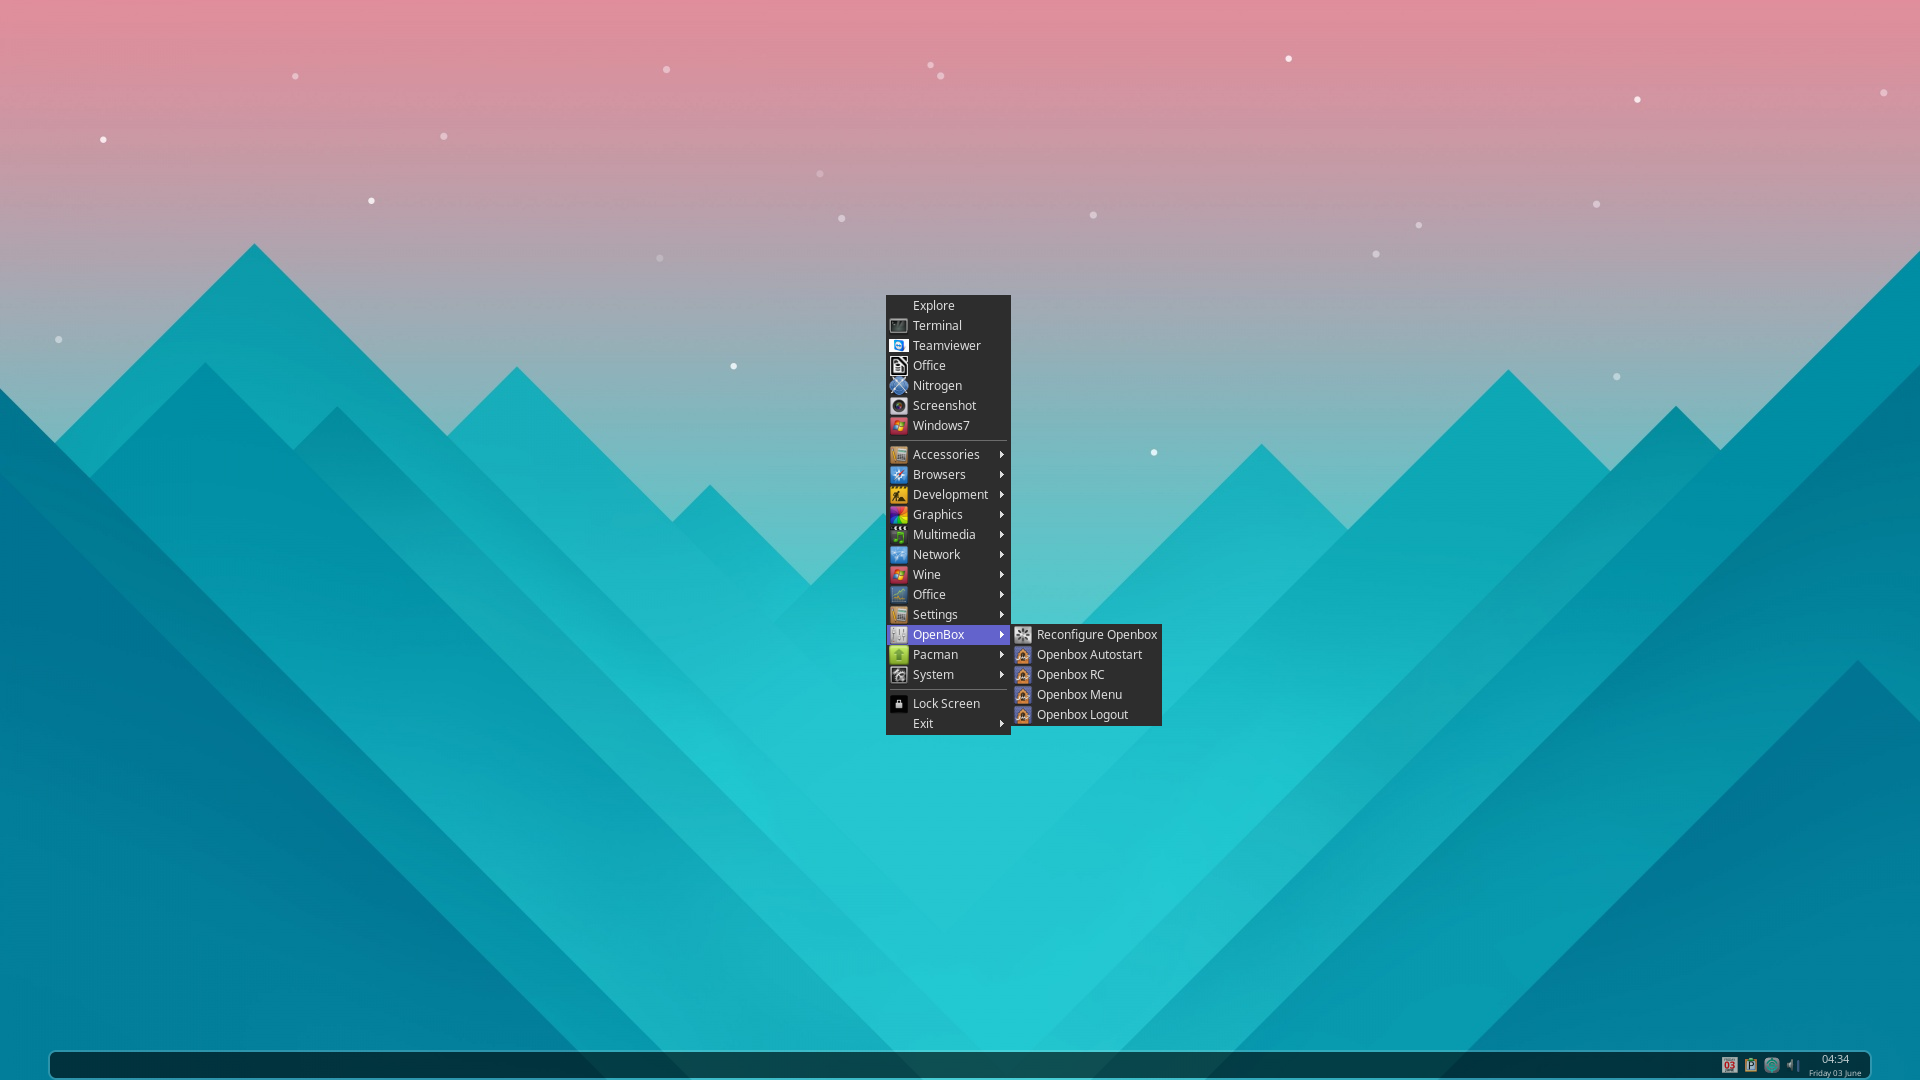 Explore
Terminal
Teamviewer
Office
Nitrogen
Screenshot
Windows7
Accessories
Browsers
Development
Graphics
Multimedia
Network
Wine
Office
Settings
OpenBox
Pacman
System
Lock Screen
Exit
Reconfigure Openbox
Openbox Autostart
Openbox RC
Openbox Menu
Openbox Logout
03
P
04:34
Friday 03 June